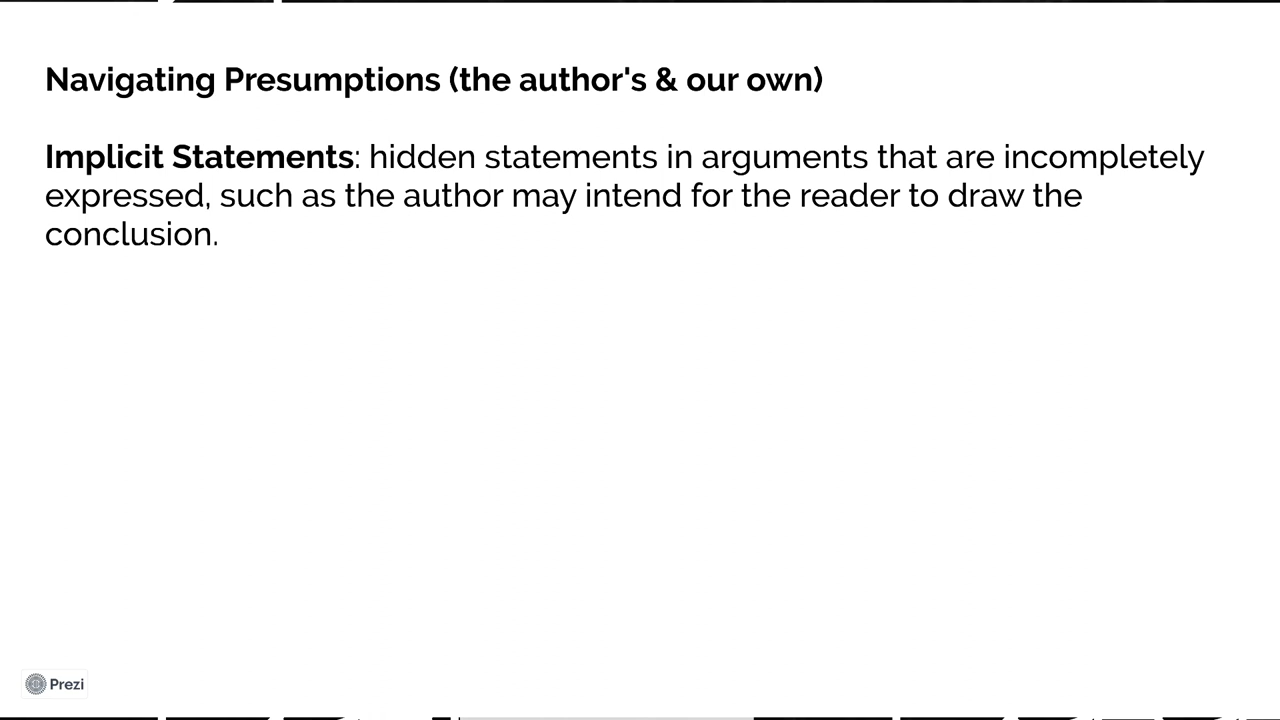 Navigating Presumptions (the author's & our own)
Implicit Statements: hidden statements in arguments that are incompletely
expressed, such as the author may intend for the reader to draw the
conclusion.
Prezi